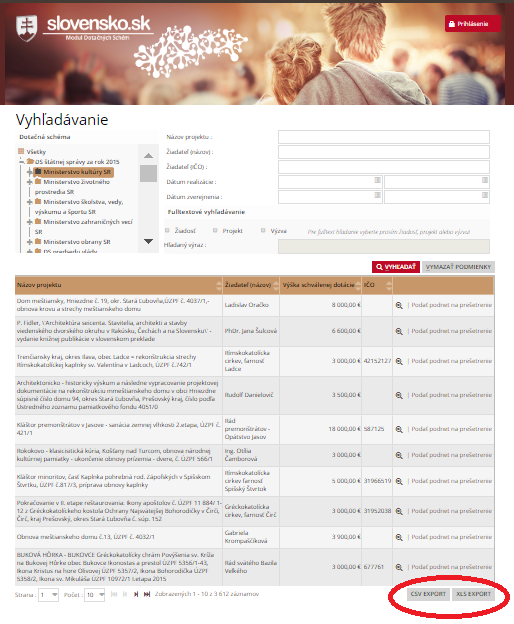 slovensko.sk
Modul Dotačných Schém
Prihlásenie
Vyhľadávanie
Dotačná schéma
Všetky
DS štátnej správy za rok 2015
Ministerstvo kultúry SR
Ministerstvo životného
prostredia SR
Ministerstvo školstva, vedy,
výskumu a športu SR
Ministerstvo zahraničných vecí
SR
Ministerstvo obrany SR
DS predsedu vlády
Názov projektu :
Žiadateľ (názov) :
Žiadateľ (IČO) :
Dátum realizácie :
Dátum zverejnenia :
Fulltextové vyhľadávanie
Žiadosť Projekt Výzva Pre fulltext hľadanie vyberte prosím žiadosť, projekt alebo výzvu!
Hľadaný výraz :
VYHĽADAŤ VYMAZAŤ PODMIENKY
Názov projektu Žiadateľ (názov) Výška schválenej dotácie IČO
Dom meštiansky, Hniezdne č. 19, okr. Stará Ľubovňa,ÚZPF č. 4037/1,-
obnova krovu a strechy meštianskeho domu
Ladislav Dračko 8 000,00 € | Podať podnet na prešetrenie
P. Fidler, \'Architektúra seicenta. Stavitelia, architekti a stavby
viedenského dvorského okruhu v Rakúsku, Čechách a na Slovensku\' -
vydanie knižnej publikácie v slovenskom preklade
PhDr. Jana Šulcová 6 600,00 € | Podať podnet na prešetrenie
Trenčiansky kraj, okres Ilava, obec Ladce = rekonštrukcia strechy
Rímskokatolíckej kaplnky sv. Valentína v Ladcoch, ÚZPF č.742/1
Rímskokatolícka
cirkev, farnosť
Ladce
3 000,00 € 42152127 | Podať podnet na prešetrenie
Architektonicko - historický výskum a následne vypracovanie projektovej
dokumentácie na rekonštrukciu mmeštianskeho domu v obci Hniezdne
súpisné číslo domu 94, okres Stará Ľubovňa, Prešovský kraj, číslo podľa
Ústredného zoznamu pamiatkového fondu 4051/0
Rudolf Danielovič 3 500,00 € | Podať podnet na prešetrenie
Kláštor premonštrátov v Jasove - sanácia zemnej vlhkosti 2.etapa, ÚZPF č.
421/1
Rád
premonštrátov -
Opátstvo Jasov
18 000,00 € 587125 | Podať podnet na prešetrenie
Rokokovo - klasicistická kúria, Košťany nad Turcom, obnova národnej
kultúrnej pamiatky - ukončenie obnovy prízemia - dvere, č. ÚZPF 566/1
Ing. Otília
Čamborová
3 000,00 € | Podať podnet na prešetrenie
Kláštor minoritov, časť Kaplnka pohrebná rod. Zápoľských v Spišskom
Štvrtku, ÚZPF č.817/3, príprava obnovy kaplnky
Rímskokatolícka
cirkev farnosť
Spišský Štvrtok
5 000,00 € 31966519 | Podať podnet na prešetrenie
Pokračovanie v II. etape reštaurovania: Ikony apoštolov č. ÚZPF 11 884/ 1-
12 z Gréckokatolíckeho kostola Ochrany Najsvätejšej Bohorodičky v Čirči,
Čirč, kraj Prešovský, okres Stará Ľubovňa č. súp. 152
Gréckokatolícka
cirkev, farnosť Čirč
3 000,00 € 31952038 | Podať podnet na prešetrenie
Obnova meštianskeho domu č.13, ÚZPF č. 4032/1
Gabriela
Krompaščíková
3 900,00 € | Podať podnet na prešetrenie
BUKOVÁ HÔRKA - BUKOVCE Gréckokatolícky chrám Povýšenia sv. Kríža
na Bukovej Hôrke obec Bukovce Ikonostas a prestol ÚZPF 5356/1-43,
Ikona Kristus na hore Olivovej ÚZPF 5357/2, Ikona Bohorodička ÚZPF
5358/2, Ikona sv. Mikuláša ÚZPF 10972/1 I.etapa 2015
Rád svätého Bazila
Veľkého
3 000,00 € 677761 | Podať podnet na prešetrenie
Strana : 1 Počet : 10 Zobrazených 1 - 10 z 3 612 záznamov
CSV EXPORT XLS EXPORT